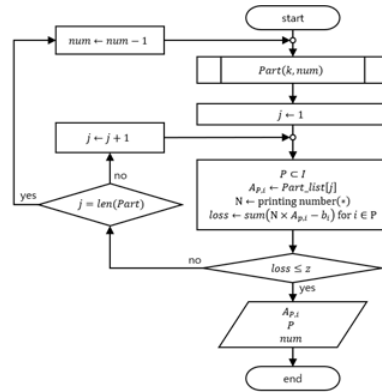 start
num ← num − 1
Part(k, num)
j ← 1
j ← j + 1
P ⊂ I
A_{P,i} ← Part_list[j]
N ← printing number(*)
loss ← sum(N × A_{p,i} − b_i) for i ∈ P
no
yes
j = len(Part)
no
loss ≤ z
yes
A_{P,i}
P
num
end